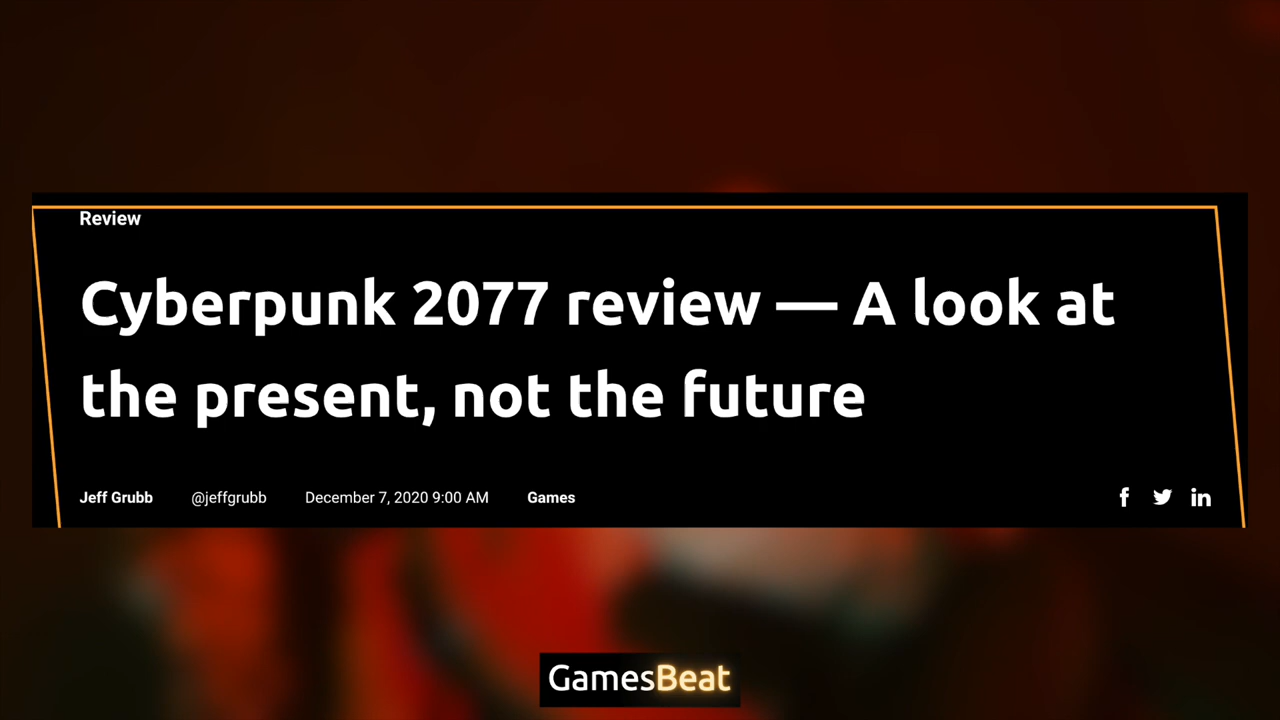 Review
Cyberpunk 2077 review — A look at
the present, not the future
Jeff Grubb @jeffgrubb December 7, 2020 9:00 AM Games
GamesBeat